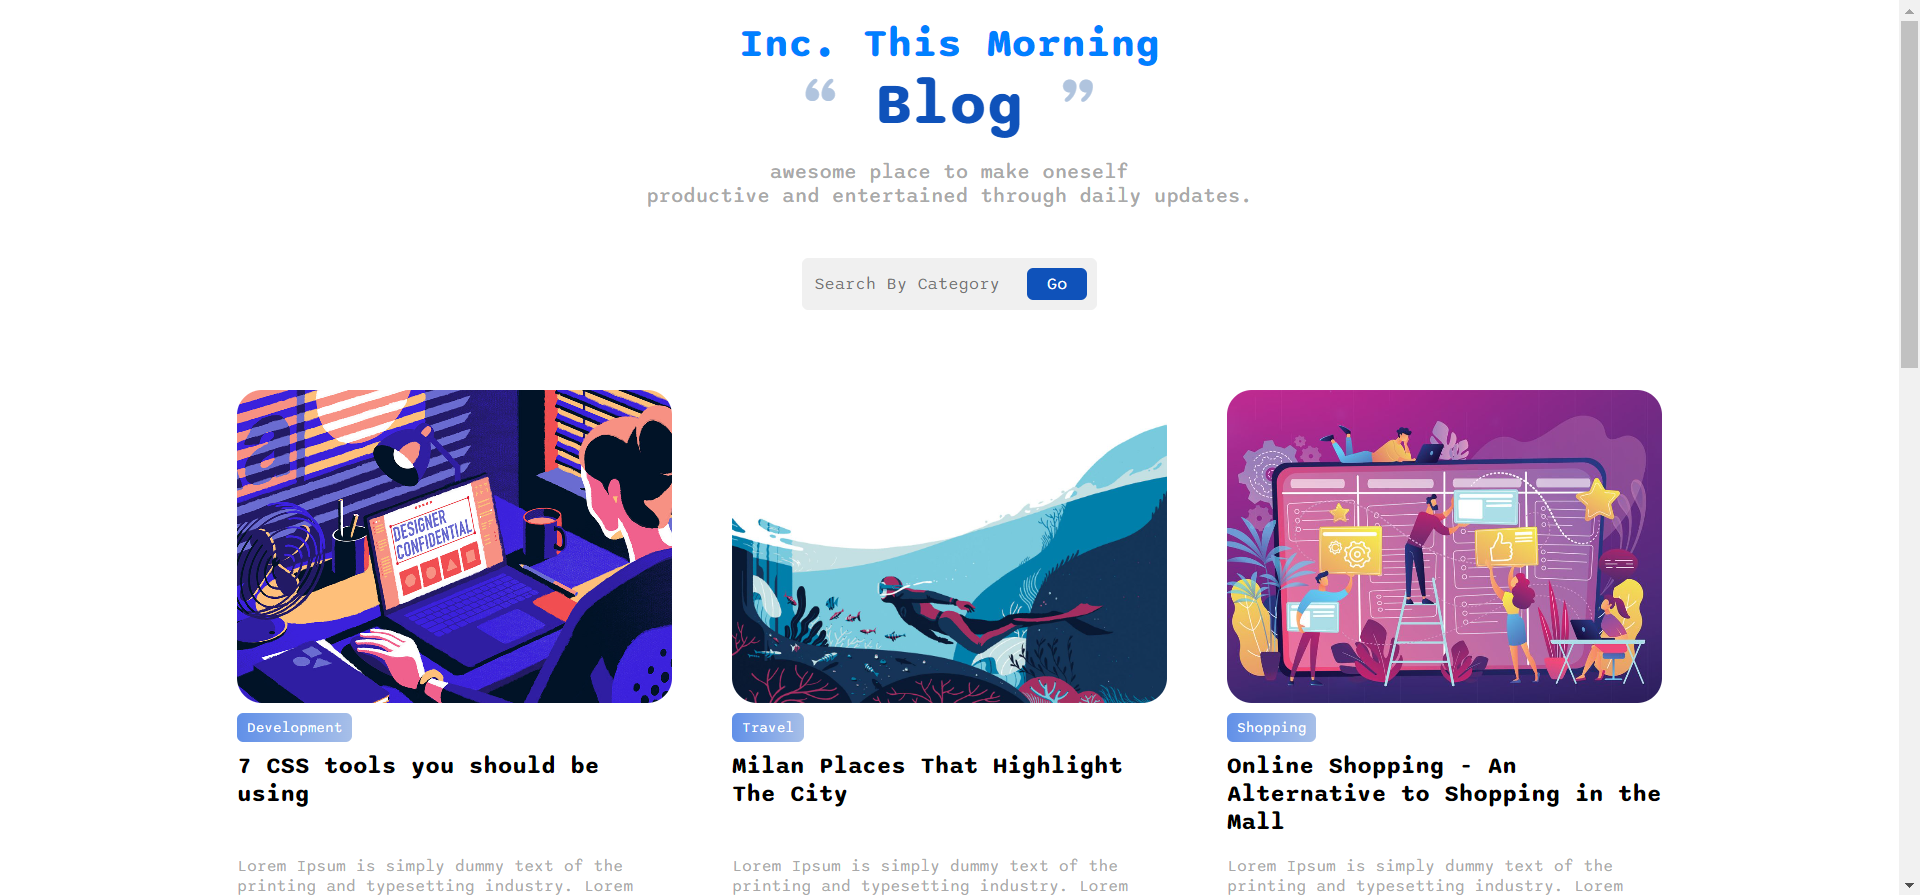 Inc. This Morning
“ Blog ”
awesome place to make oneself
productive and entertained through daily updates.
Search By Category Go
DESIGNER
CONFIDENTIAL
Development
7 CSS tools you should be
using
Lorem Ipsum is simply dummy text of the
printing and typesetting industry. Lorem
Travel
Milan Places That Highlight
The City
Lorem Ipsum is simply dummy text of the
printing and typesetting industry. Lorem
Shopping
Online Shopping - An
Alternative to Shopping in the
Mall
Lorem Ipsum is simply dummy text of the
printing and typesetting industry. Lorem